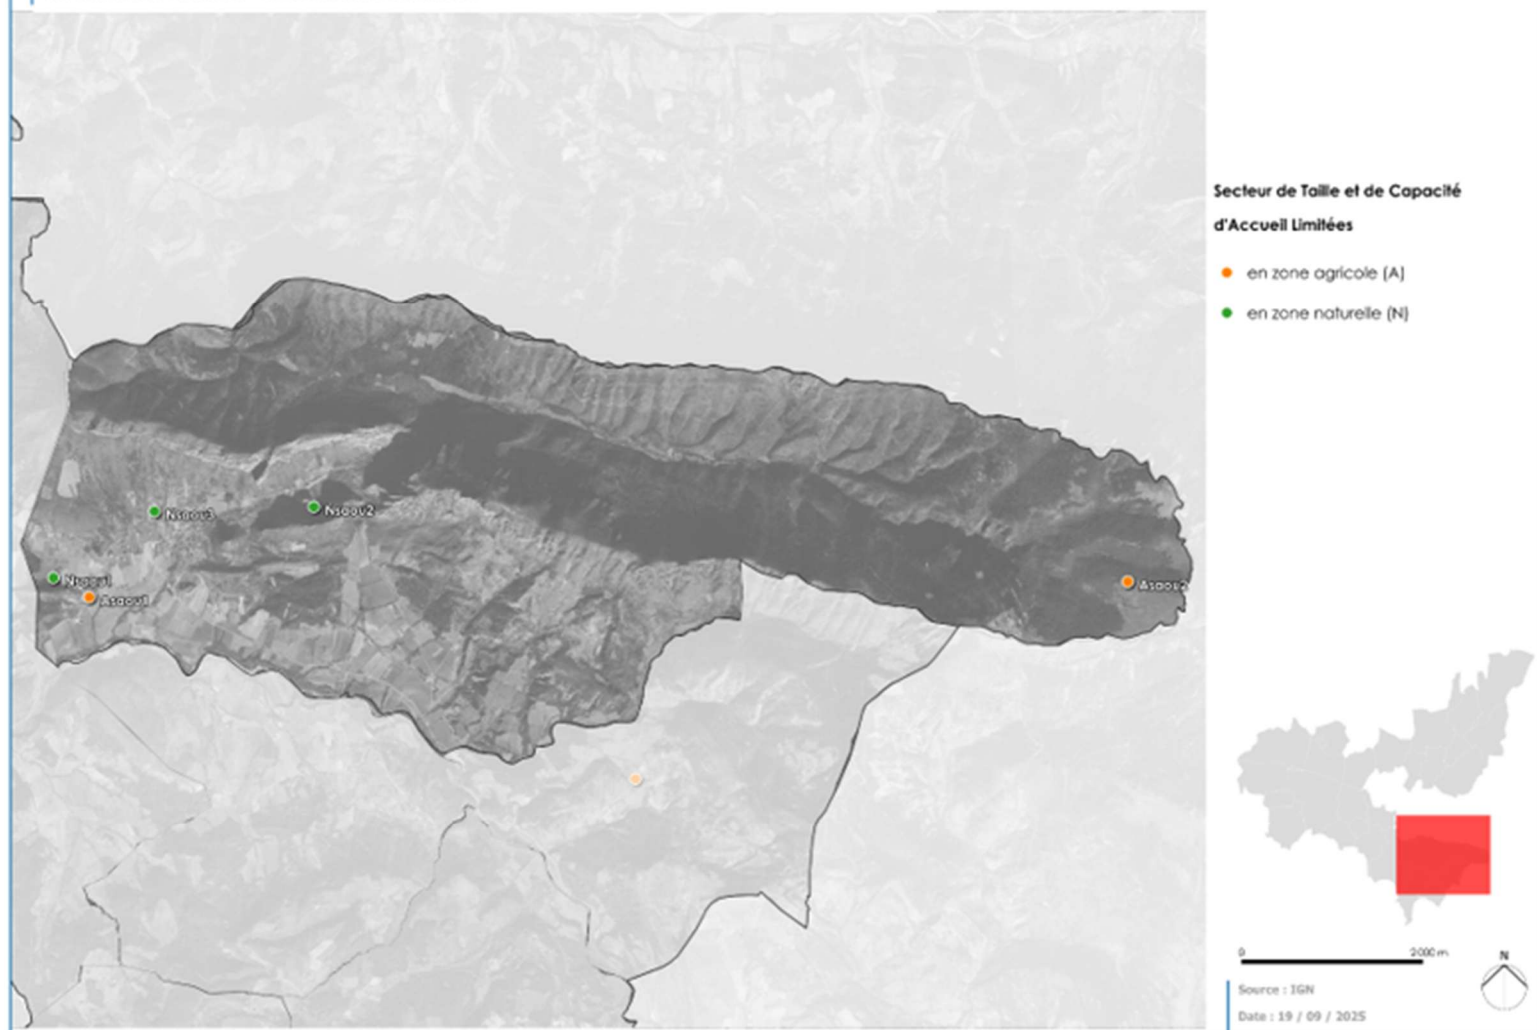 Secteur de Taille et de Capacité
d'Accueil Limitées
en zone agricole (A)
en zone naturelle (N)
Nsaou3
Nsaou2
Nsaou1
Asaou1
Asaou2
0 2000 m
N
Source : IGN
Date : 19 / 09 / 2025